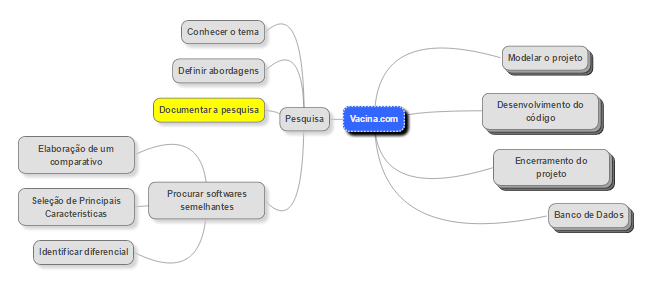 Conhecer o tema
Definir abordagens
Documentar a pesquisa
Pesquisa
Elaboração de um
comparativo
Seleção de Principais
Caracteristicas
Identificar diferencial
Procurar softwares
semelhantes
Vacina.com
Modelar o projeto
Desenvolvimento do
código
Encerramento do
projeto
Banco de Dados